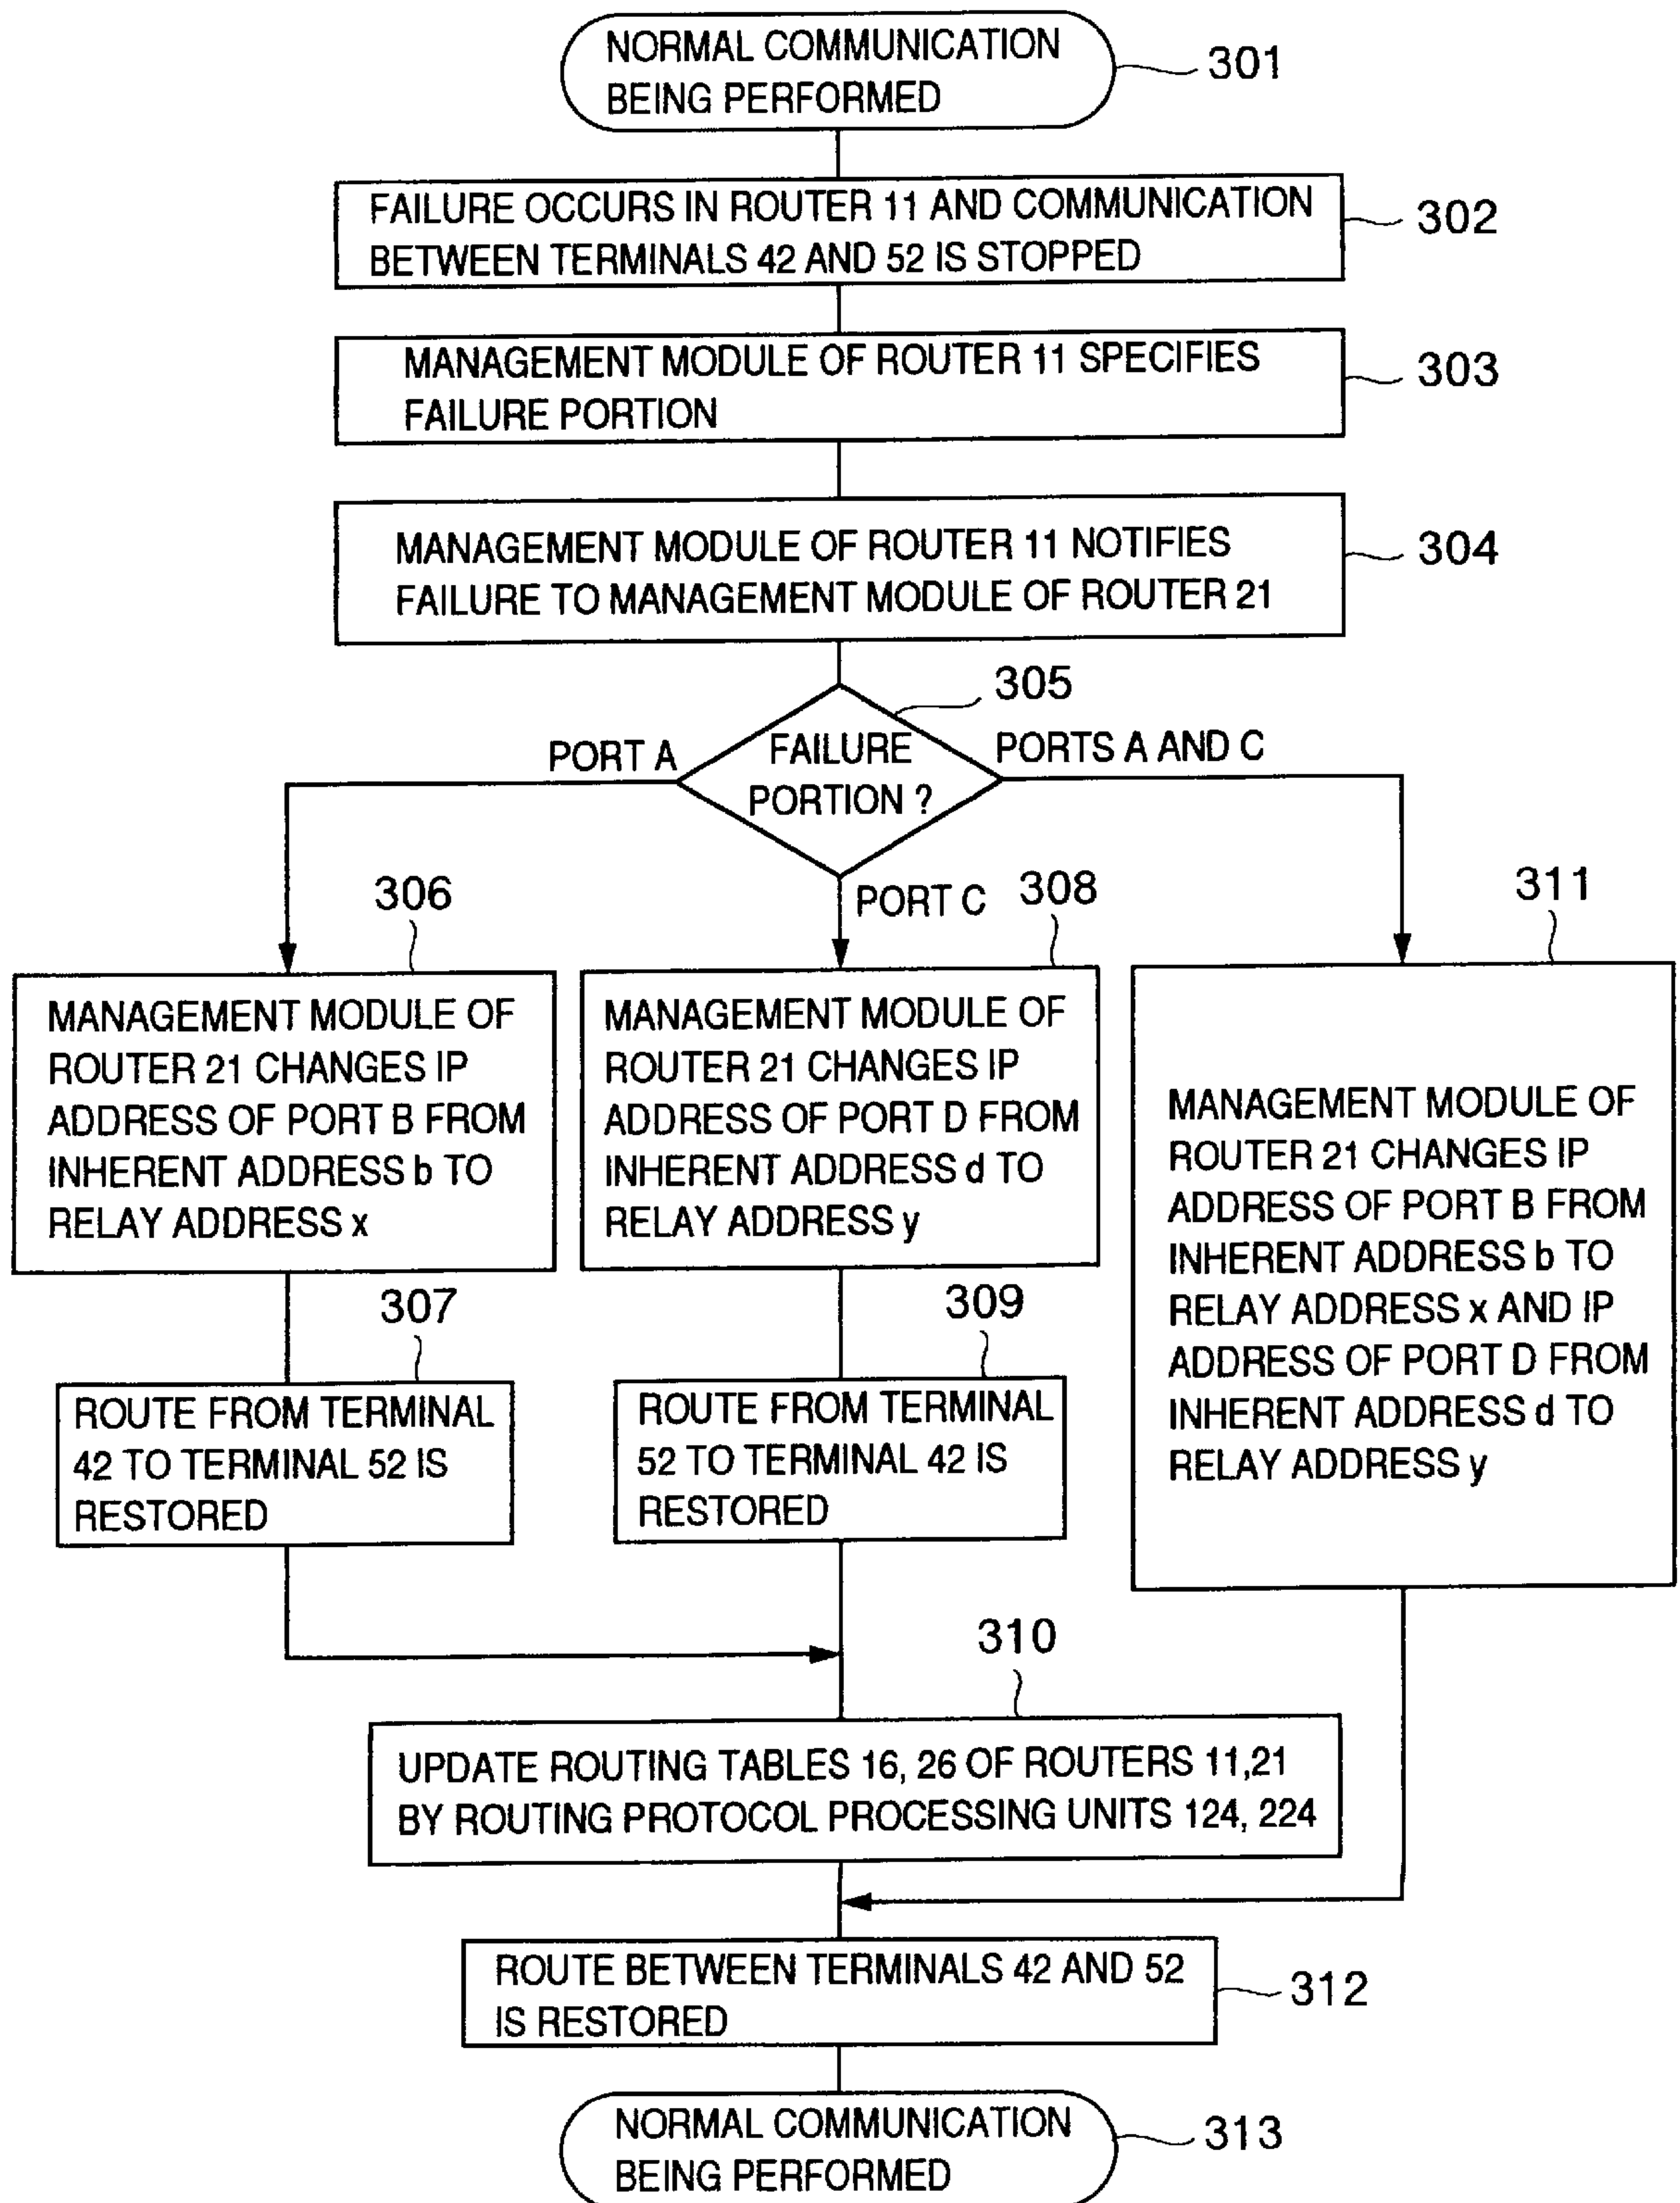 NORMAL COMMUNICATION
BEING PERFORMED
301
FAILURE OCCURS IN ROUTER 11 AND COMMUNICATION
BETWEEN TERMINALS 42 AND 52 IS STOPPED
302
MANAGEMENT MODULE OF ROUTER 11 SPECIFIES
FAILURE PORTION
303
MANAGEMENT MODULE OF ROUTER 11 NOTIFIES
FAILURE TO MANAGEMENT MODULE OF ROUTER 21
304
305
FAILURE
PORTION ?
PORT A
PORTS A AND C
PORT C
306
MANAGEMENT MODULE OF
ROUTER 21 CHANGES IP
ADDRESS OF PORT B FROM
INHERENT ADDRESS b TO
RELAY ADDRESS x
308
MANAGEMENT MODULE OF
ROUTER 21 CHANGES IP
ADDRESS OF PORT D FROM
INHERENT ADDRESS d TO
RELAY ADDRESS y
311
MANAGEMENT MODULE OF
ROUTER 21 CHANGES IP
ADDRESS OF PORT B FROM
INHERENT ADDRESS b TO
RELAY ADDRESS x AND IP
ADDRESS OF PORT D FROM
INHERENT ADDRESS d TO
RELAY ADDRESS y
307
ROUTE FROM TERMINAL
42 TO TERMINAL 52 IS
RESTORED
309
ROUTE FROM TERMINAL
52 TO TERMINAL 42 IS
RESTORED
310
UPDATE ROUTING TABLES 16, 26 OF ROUTERS 11,21
BY ROUTING PROTOCOL PROCESSING UNITS 124, 224
ROUTE BETWEEN TERMINALS 42 AND 52
IS RESTORED
312
NORMAL COMMUNICATION
BEING PERFORMED
313